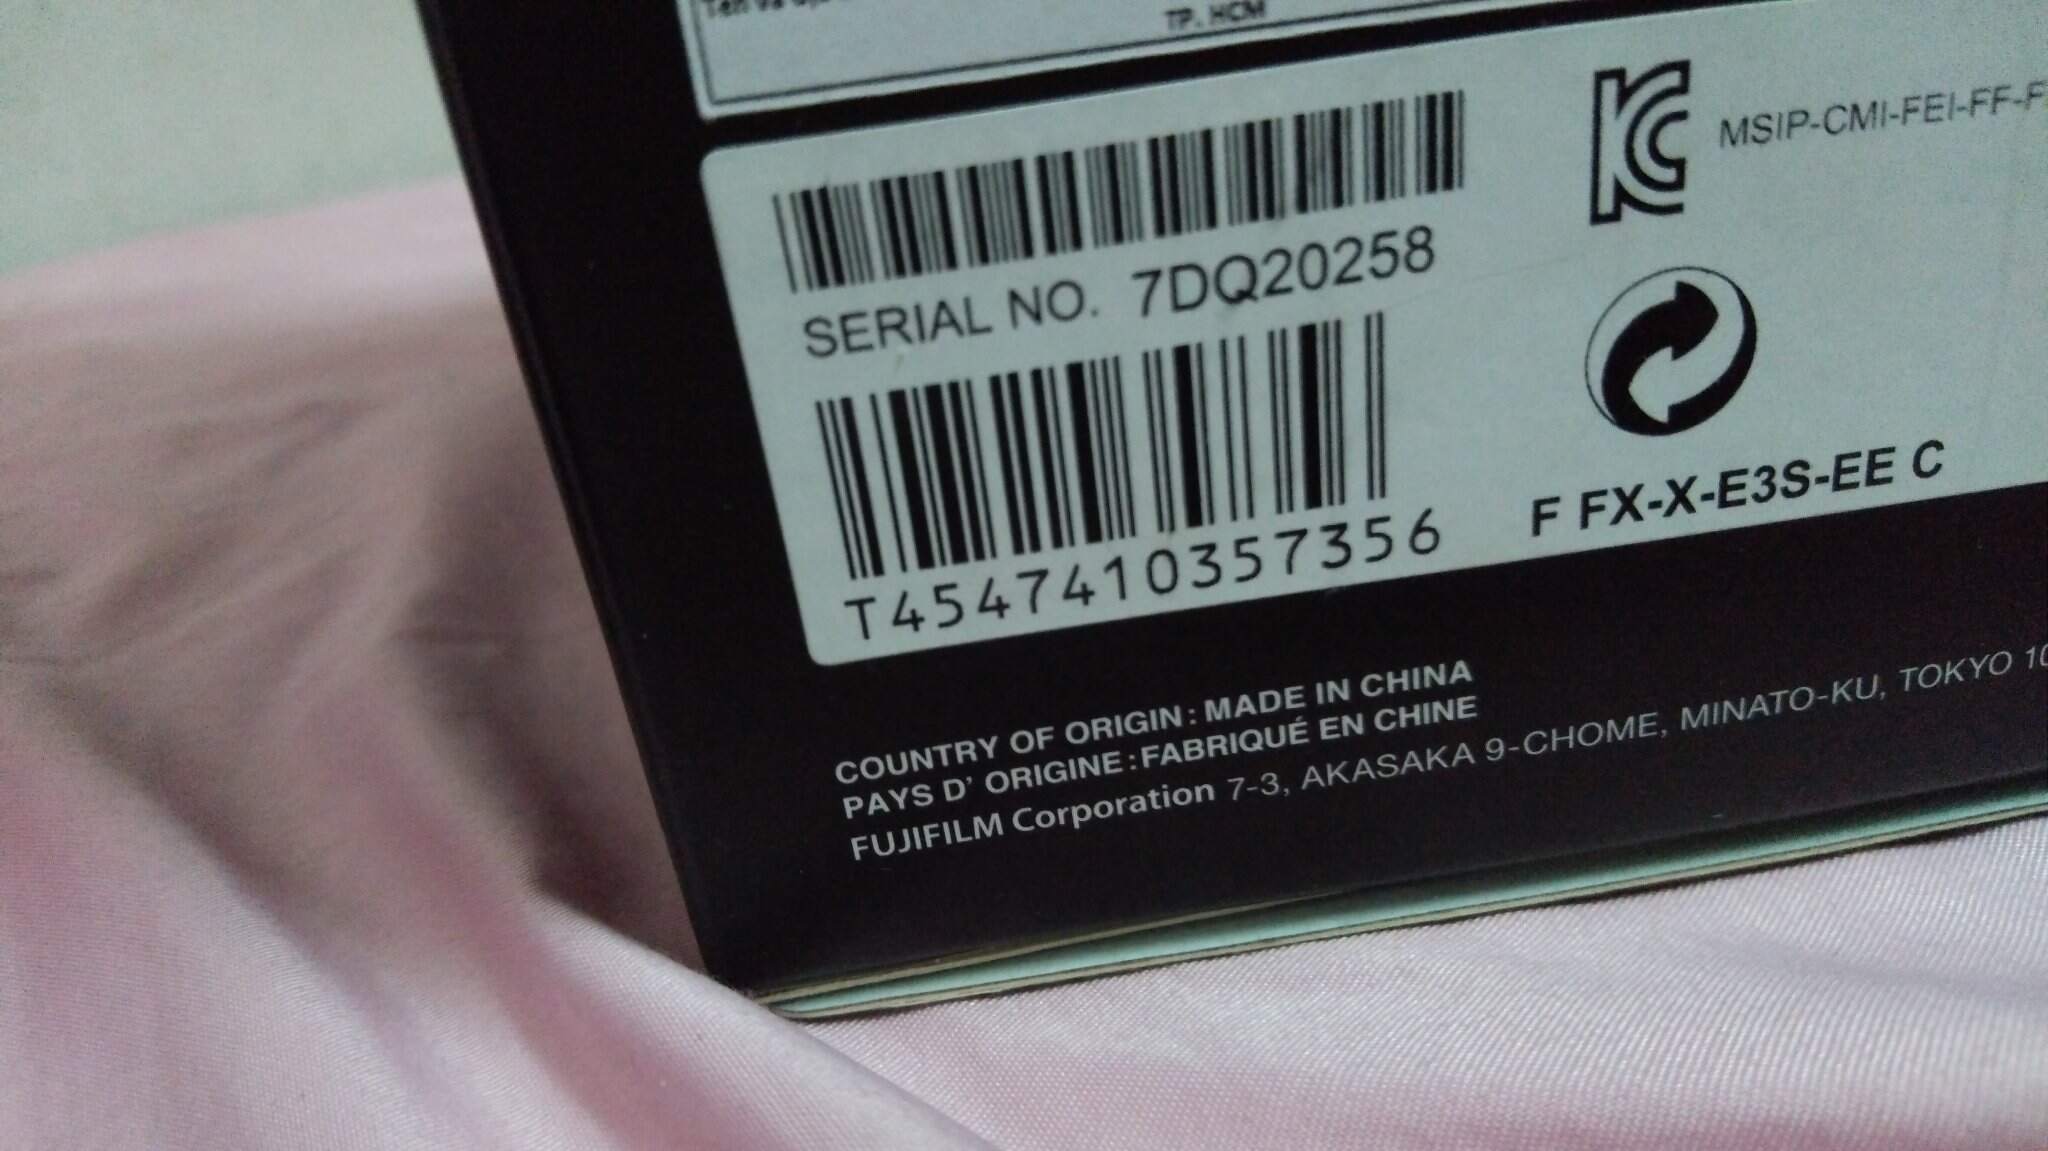 TP. HCM
MSIP-CMI-FEI-FF-F
SERIAL NO. 7DQ20258
T4547410357356
F FX-X-E3S-EE C
COUNTRY OF ORIGIN: MADE IN CHINA
PAYS D' ORIGINE: FABRIQUÉ EN CHINE
FUJIFILM Corporation 7-3, AKASAKA 9-CHOME, MINATO-KU, TOKYO 10